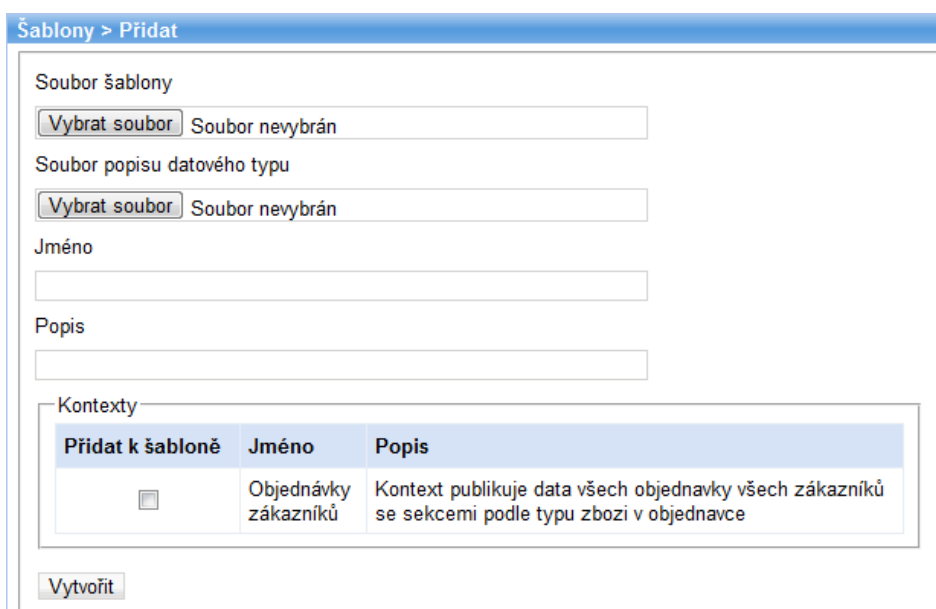 Šablony > Přidat
Soubor šablony
Vybrat soubor Soubor nevybrán
Soubor popisu datového typu
Vybrat soubor Soubor nevybrán
Jméno
Popis
Kontexty
Přidat k šabloně Jméno Popis
Objednávky zákazníků
Kontext publikuje data všech objednavky všech zákazníků
se sekcemi podle typu zbozi v objednavce
Vytvořit